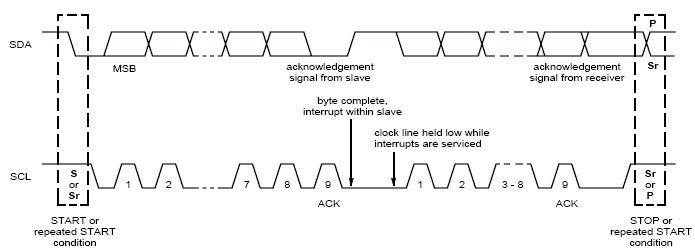 P
SDA
MSB
acknowledgement
signal from slave
acknowledgement
signal from receiver
Sr
byte complete,
interrupt within slave
clock line held low while
interrupts are serviced
SCL
S
or
Sr
1
2
7
8
9
1
2
3 - 8
9
Sr
or
P
ACK
ACK
START or
repeated START
condition
STOP or
repeated START
condition